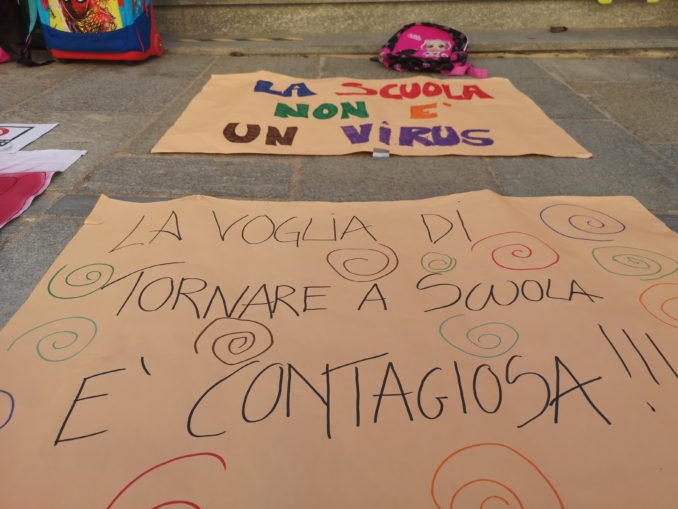 LA SCUOLA
NON È
UN VIRUS
LA VOGLIA DI
TORNARE A SCUOLA
E' CONTAGIOSA!!!